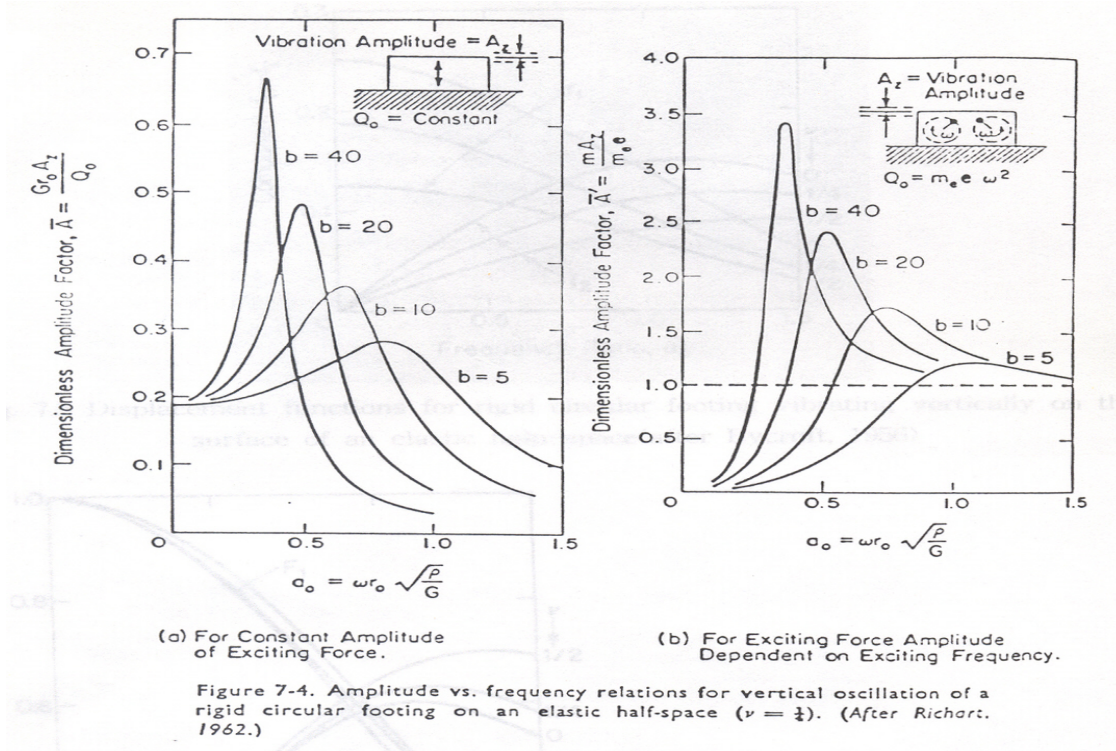 Vibration Amplitude = A_z
Q_o = Constant
0.7
0.6
0.5
0.4
0.3
0.2
0.1
b = 40
b = 20
b = 10
b = 5
Dimensionless Amplitude Factor, A̅ = Gr_oA_z / Q_o
0
0.5
1.0
1.5
a_o = ωr_o √ρ/G
(a) For Constant Amplitude
of Exciting Force.
A_z = Vibration
Amplitude
Q_o = m_e e ω²
4.0
3.5
3.0
2.5
2.0
1.5
1.0
0.5
b = 40
b = 20
b = 10
b = 5
Dimensionless Amplitude Factor, A̅' = mA_z / m_e e
0
0.5
1.0
1.5
a_o = ωr_o √ρ/G
(b) For Exciting Force Amplitude
Dependent on Exciting Frequency.
Figure 7-4. Amplitude vs. frequency relations for vertical oscillation of a
rigid circular footing on an elastic half-space (ν = ¼). (After Richart.
1962.)